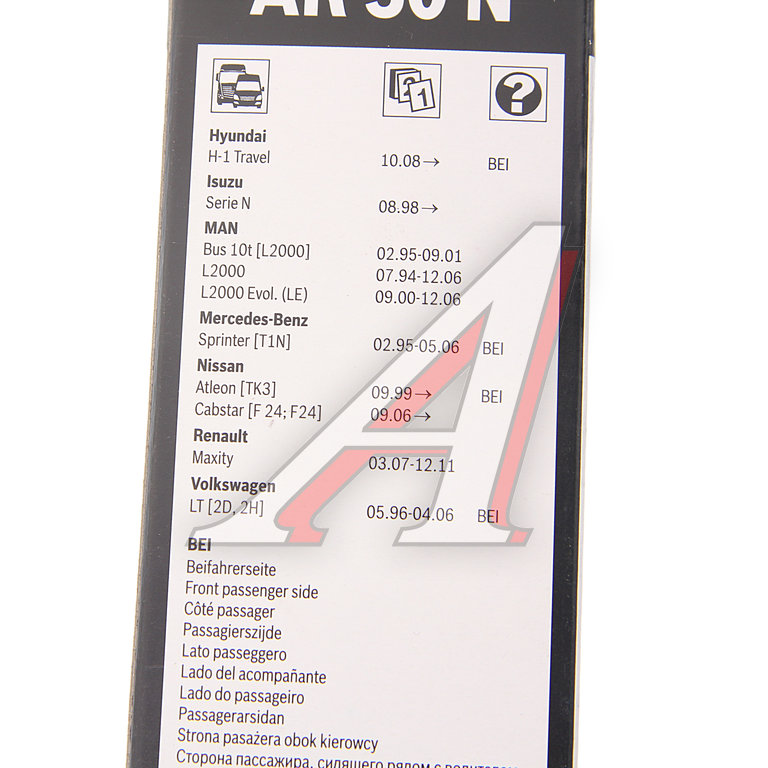 AR 50 N
Hyundai
H-1 Travel 10.08→ BEI
Isuzu
Serie N 08.98→
MAN
Bus 10t [L2000] 02.95-09.01
L2000 07.94-12.06
L2000 Evol. (LE) 09.00-12.06
Mercedes-Benz
Sprinter [T1N] 02.95-05.06 BEI
Nissan
Atleon [TK3] 09.99→ BEI
Cabstar [F 24; F24] 09.06→
Renault
Maxity 03.07-12.11
Volkswagen
LT [2D, 2H] 05.96-04.06 BEI
BEI
Beifahrerseite
Front passenger side
Côté passager
Passagierszijde
Lato passeggero
Lado del acompañante
Lado do passageiro
Passagerarsidan
Strona pasażera obok kierowcy
Сторона пассажира, сидящего рядом с водителем